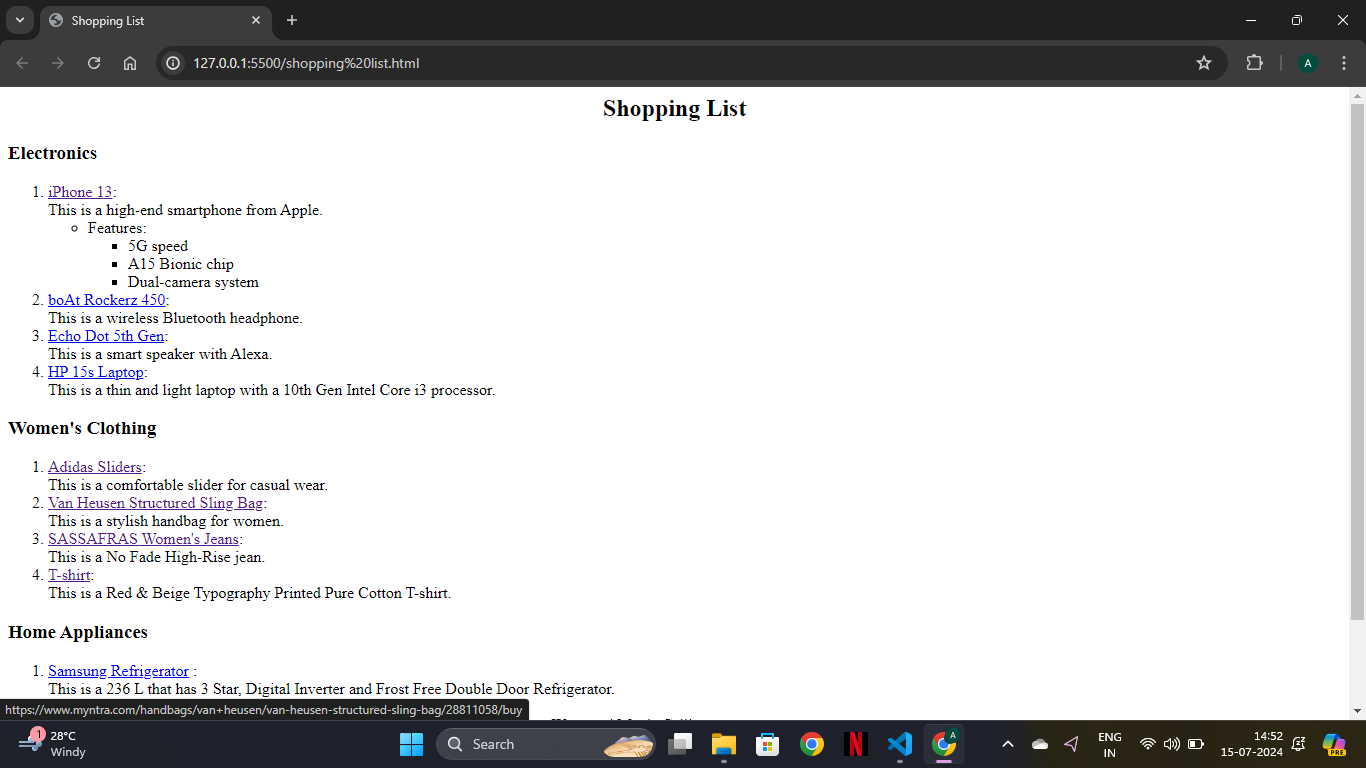 Shopping List
127.0.0.1:5500/shopping%20list.html
A
Shopping List
Electronics
1. iPhone 13:
This is a high-end smartphone from Apple.
Features:
5G speed
A15 Bionic chip
Dual-camera system
2. boAt Rockerz 450:
This is a wireless Bluetooth headphone.
3. Echo Dot 5th Gen:
This is a smart speaker with Alexa.
4. HP 15s Laptop:
This is a thin and light laptop with a 10th Gen Intel Core i3 processor.
Women's Clothing
1. Adidas Sliders:
This is a comfortable slider for casual wear.
2. Van Heusen Structured Sling Bag:
This is a stylish handbag for women.
3. SASSAFRAS Women's Jeans:
This is a No Fade High-Rise jean.
4. T-shirt:
This is a Red & Beige Typography Printed Pure Cotton T-shirt.
Home Appliances
1. Samsung Refrigerator :
This is a 236 L that has 3 Star, Digital Inverter and Frost Free Double Door Refrigerator.
https://www.myntra.com/handbags/van+heusen/van-heusen-structured-sling-bag/28811058/buy
1
28°C
Windy
Search
N
A
ENG
IN
14:52
15-07-2024
PRE